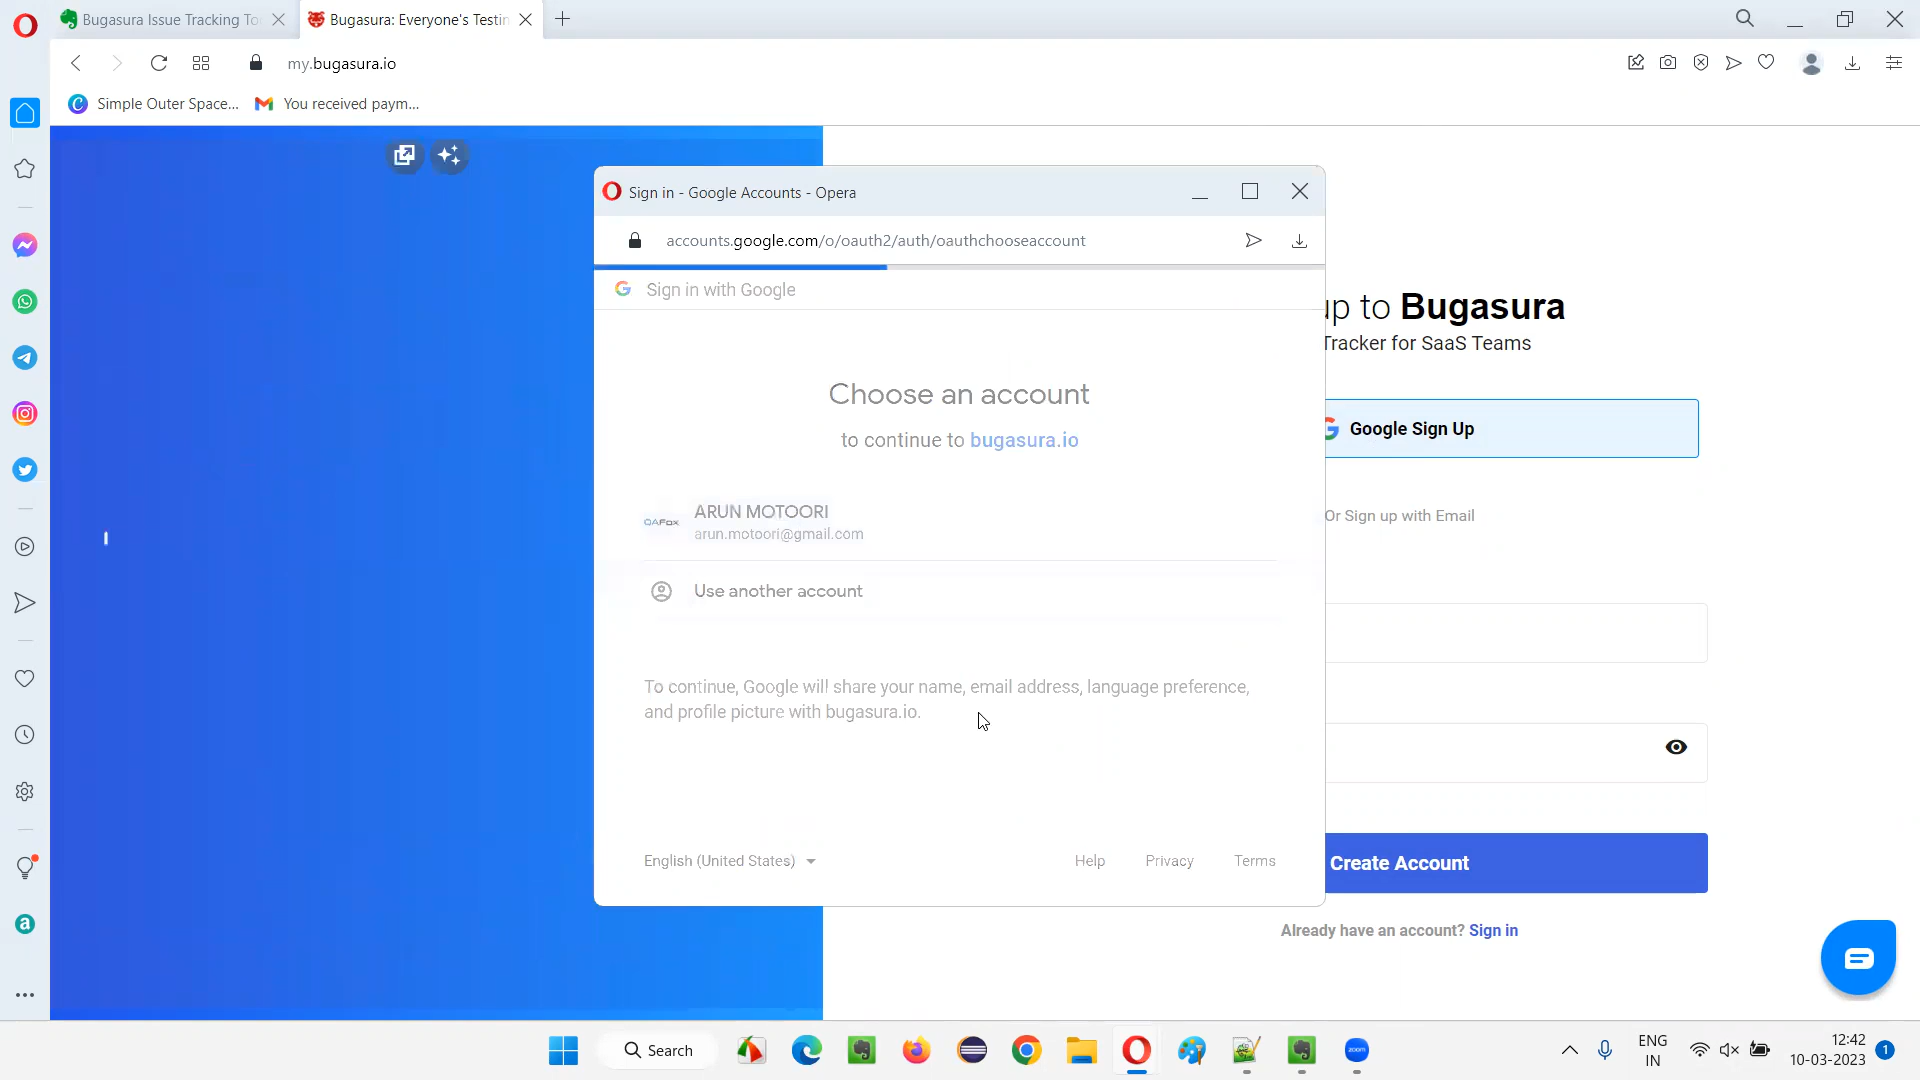 Bugasura Issue Tracking To
Bugasura: Everyone's Testin
my.bugasura.io
Simple Outer Space...
You received paym...
Sign in - Google Accounts - Opera
accounts.google.com/o/oauth2/auth/oauthchooseaccount
Sign in with Google
Choose an account
to continue to bugasura.io
QAFox
ARUN MOTOORI
arun.motoori@gmail.com
Use another account
To continue, Google will share your name, email address, language preference,
and profile picture with bugasura.io.
English (United States)
Help
Privacy
Terms
up to Bugasura
Tracker for SaaS Teams
Google Sign Up
Or Sign up with Email
Create Account
Already have an account? Sign in
Search
zoom
ENG
IN
12:42
10-03-2023
1